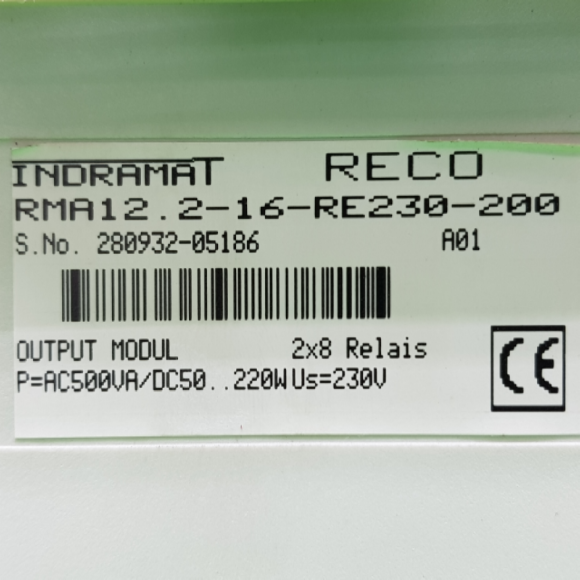 INDRAMAT RECO
RMA12.2-16-RE230-200
S.No. 280932-05186 A01
OUTPUT MODUL 2x8 Relais
P=AC500VA/DC50..220W Us=230V
CE